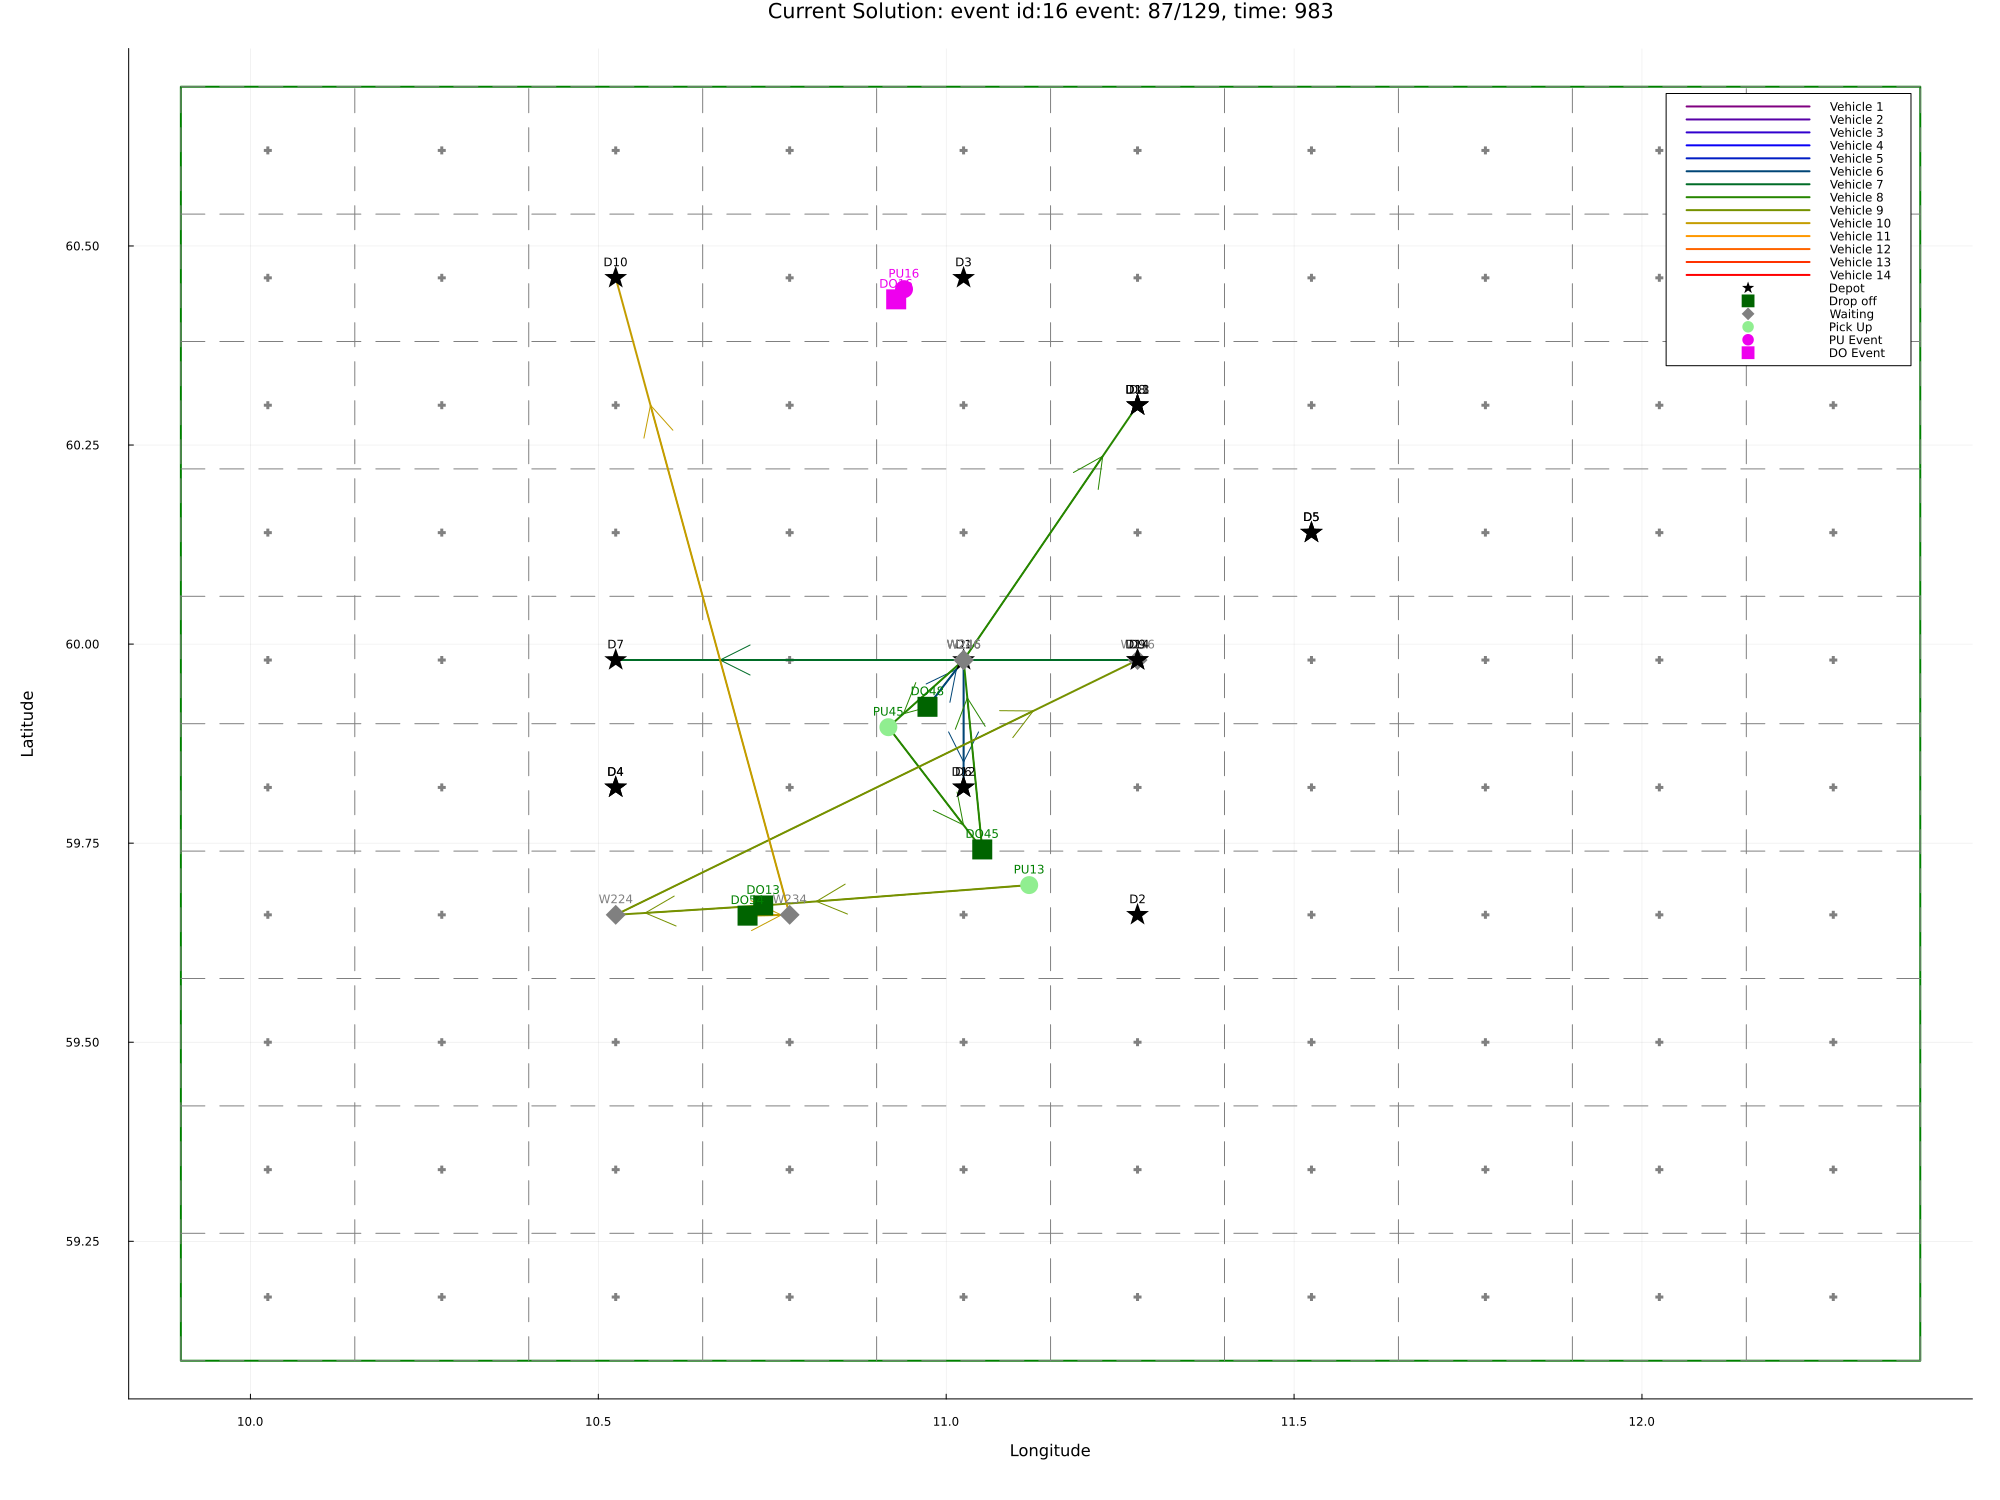 Current Solution: event id:16 event: 87/129, time: 983
Vehicle 1
Vehicle 2
Vehicle 3
Vehicle 4
Vehicle 5
Vehicle 6
Vehicle 7
Vehicle 8
Vehicle 9
Vehicle 10
Vehicle 11
Vehicle 12
Vehicle 13
Vehicle 14
Depot
Drop off
Waiting
Pick Up
PU Event
DO Event
60.50
60.25
60.00
59.75
59.50
59.25
Latitude
D10
D3
PU16
D5
D7
DO48
PU45
D4
DO45
PU13
W224
DO13
W234
D2
10.0
10.5
11.0
11.5
12.0
Longitude